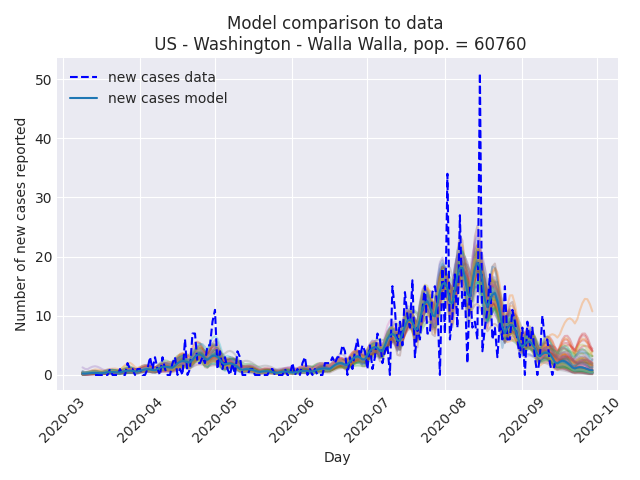 Model comparison to data
US - Washington - Walla Walla, pop. = 60760
new cases data
new cases model
Number of new cases reported
50
40
30
20
10
0
2020-03
2020-04
2020-05
2020-06
2020-07
2020-08
2020-09
2020-10
Day